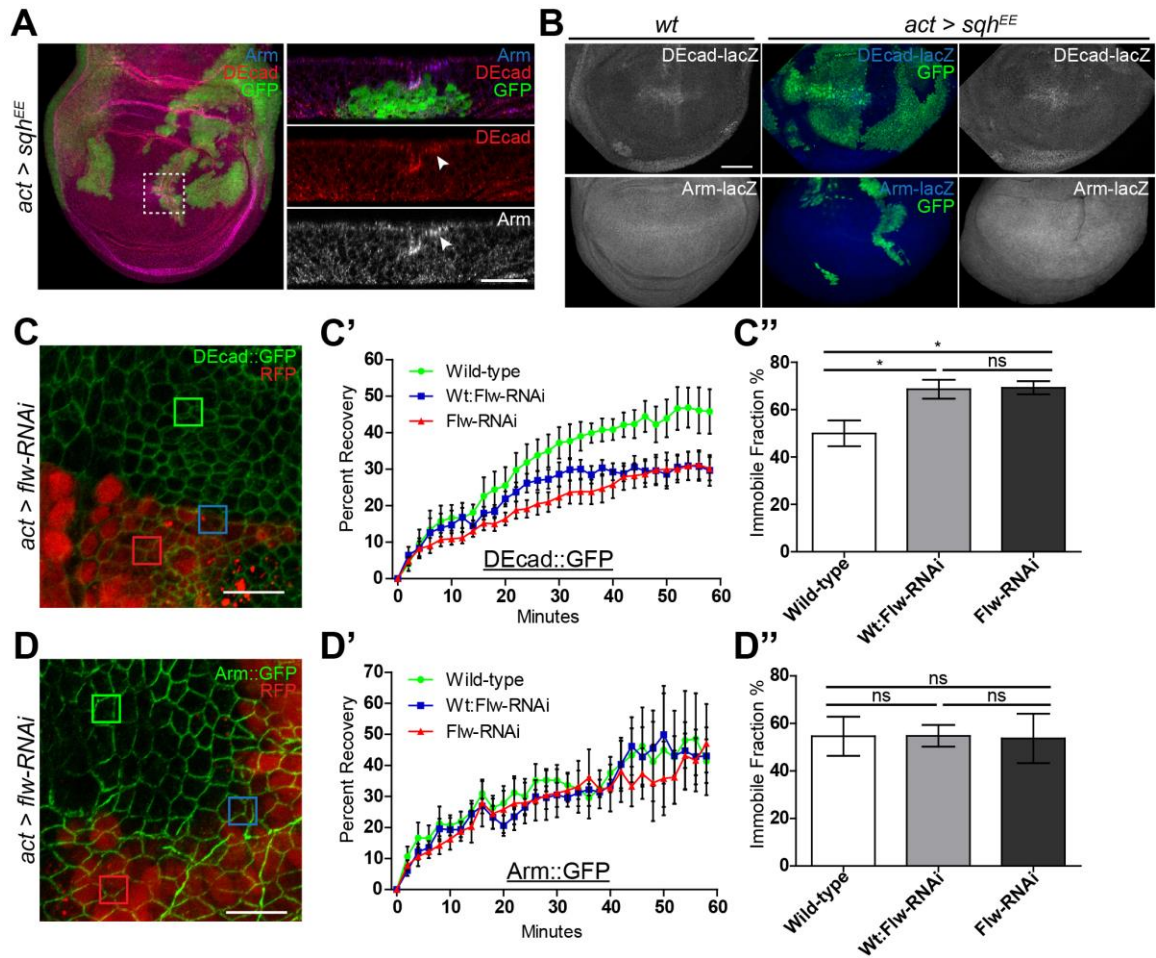 A
act > sqhEE
Arm
DEcad
GFP
Arm
DEcad
GFP
DEcad
Arm
B
wt
act > sqhEE
DEcad-lacZ
DEcad-lacZ
GFP
DEcad-lacZ
Arm-lacZ
Arm-lacZ
GFP
Arm-lacZ
C
act > flw-RNAi
DEcad::GFP
RFP
C'
Percent Recovery
60
50
40
30
20
10
0
Wild-type
Wt:Flw-RNAi
Flw-RNAi
DEcad::GFP
0 10 20 30 40 50 60
Minutes
C''
Immobile Fraction %
80
60
40
20
0
*
*
ns
Wild-type
Wt:Flw-RNAi
Flw-RNAi
D
act > flw-RNAi
Arm::GFP
RFP
D'
Percent Recovery
70
60
50
40
30
20
10
0
Wild-type
Wt:Flw-RNAi
Flw-RNAi
Arm::GFP
0 10 20 30 40 50 60
Minutes
D''
Immobile Fraction %
80
60
40
20
0
ns
ns
ns
Wild-type
Wt:Flw-RNAi
Flw-RNAi